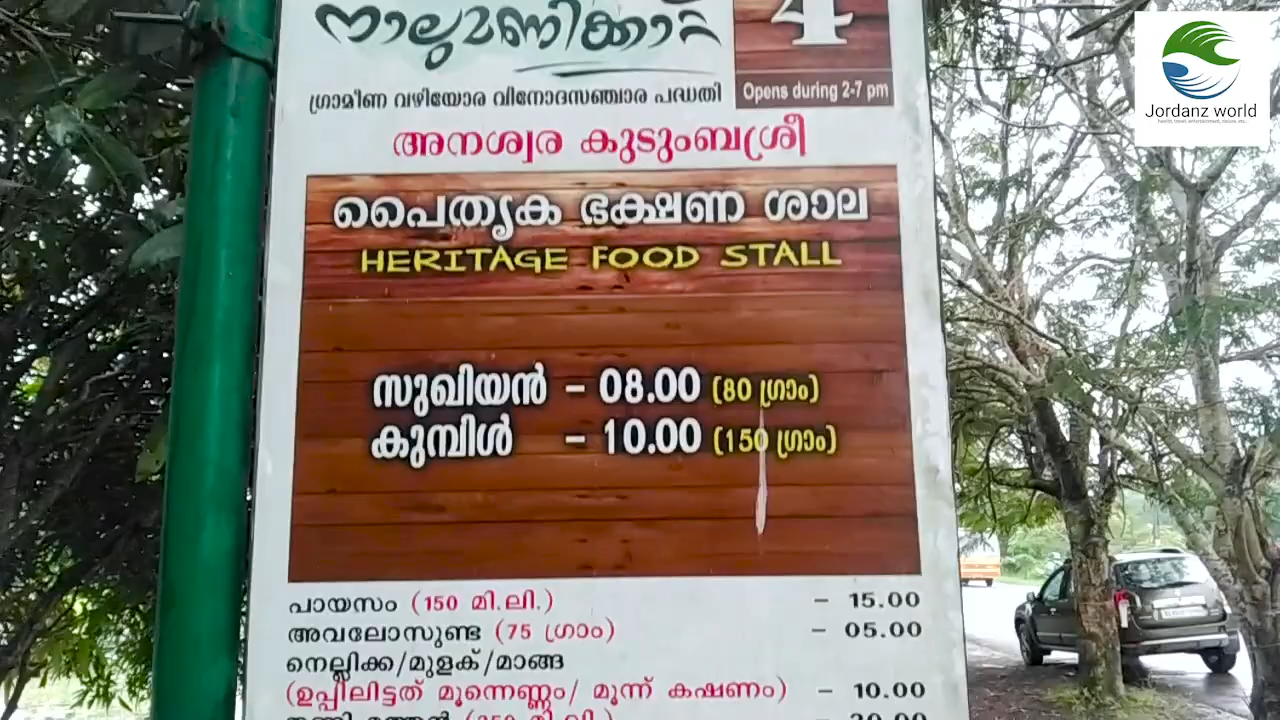 നാലുമണിക്കാറ്റ്
4
ഗ്രാമീണ വഴിയോര വിനോദസഞ്ചാര പദ്ധതി
Opens during 2-7 pm
അനശ്വര കുടുംബശ്രീ
പൈതൃക ഭക്ഷണ ശാല
HERITAGE FOOD STALL
സുഖിയൻ - 08.00 (80 ഗ്രാം)
കുമ്പിൾ - 10.00 (150 ഗ്രാം)
പായസം (150 മി.ലി.) - 15.00
അവലോസുണ്ട (75 ഗ്രാം) - 05.00
നെല്ലിക്ക/മുളക്/മാങ്ങ
(ഉപ്പിലിട്ടത് മൂന്നെണ്ണം/ മൂന്ന് കഷണം) - 10.00
Jordanz world